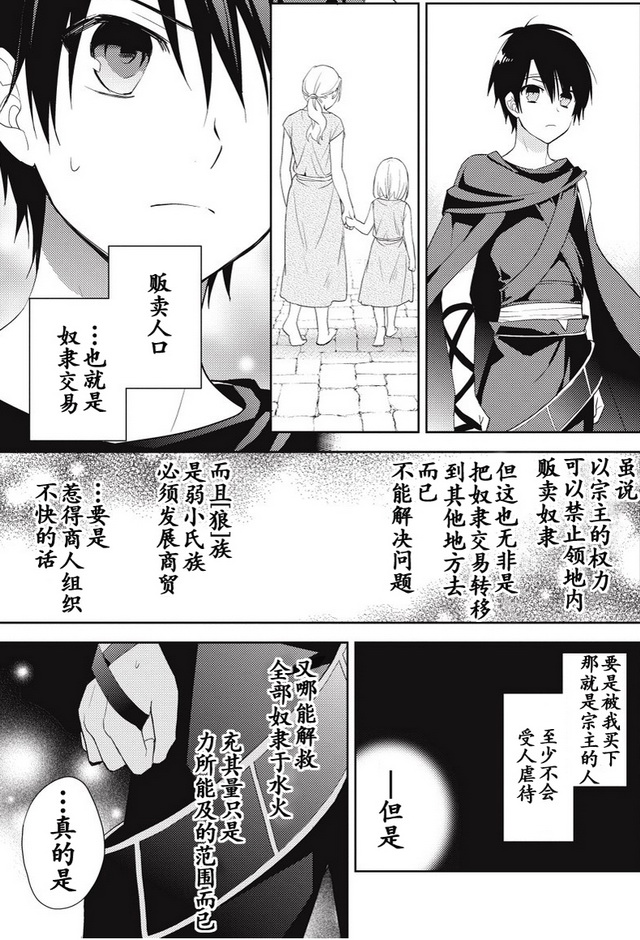 贩卖人口
…也就是
奴隶交易
虽说
以宗主的权力
可以禁止领地内
贩卖奴隶
但这也无非是
把奴隶交易转移
到其他地方去
而已
不能解决问题
而且[狼]族
是弱小氏族
必须发展商贸
…要是
惹得商人组织
不快的话
要是被我买下
那就是宗主的人
至少不会
受人虐待
—但是
又哪能解救
全部奴隶于水火
充其量只是
力所能及的范围而已
…真的是